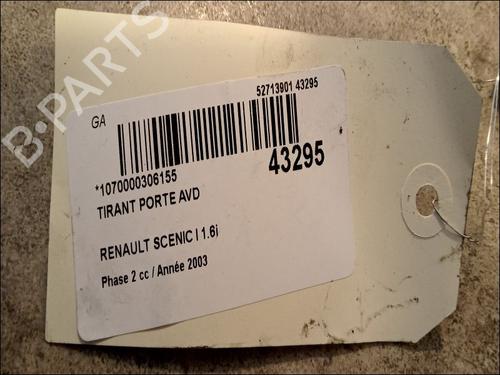 B-PARTS
52713901 43295
GA
*1070000306155
43295
TIRANT PORTE AVD
RENAULT SCENIC I 1.6i
Phase 2 cc / Année 2003